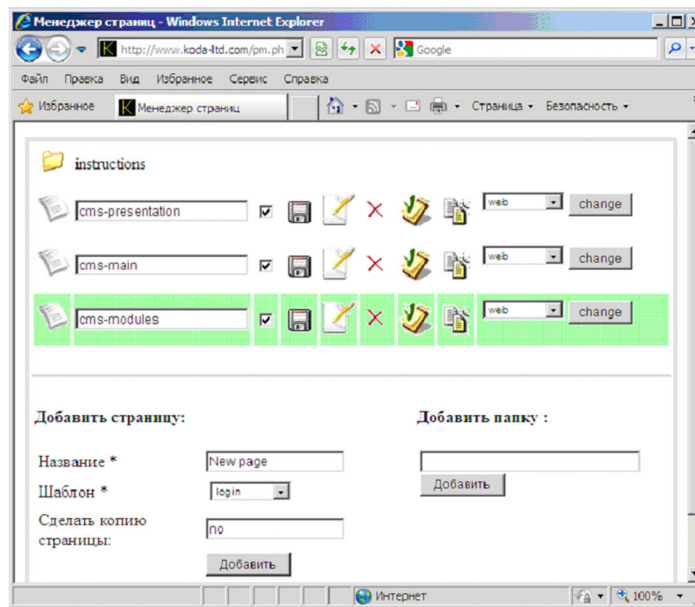 Менеджер страниц - Windows Internet Explorer
http://www.koda-ltd.com/pm.ph
Google
Файл Правка Вид Избранное Сервис Справка
Избранное
Менеджер страниц
Страница
Безопасность
instructions
cms-presentation
web
change
cms-main
web
change
cms-modules
web
change
Добавить страницу:
Добавить папку :
Название *
New page
Добавить
Шаблон *
login
Сделать копию
страницы:
no
Добавить
Интернет
100%